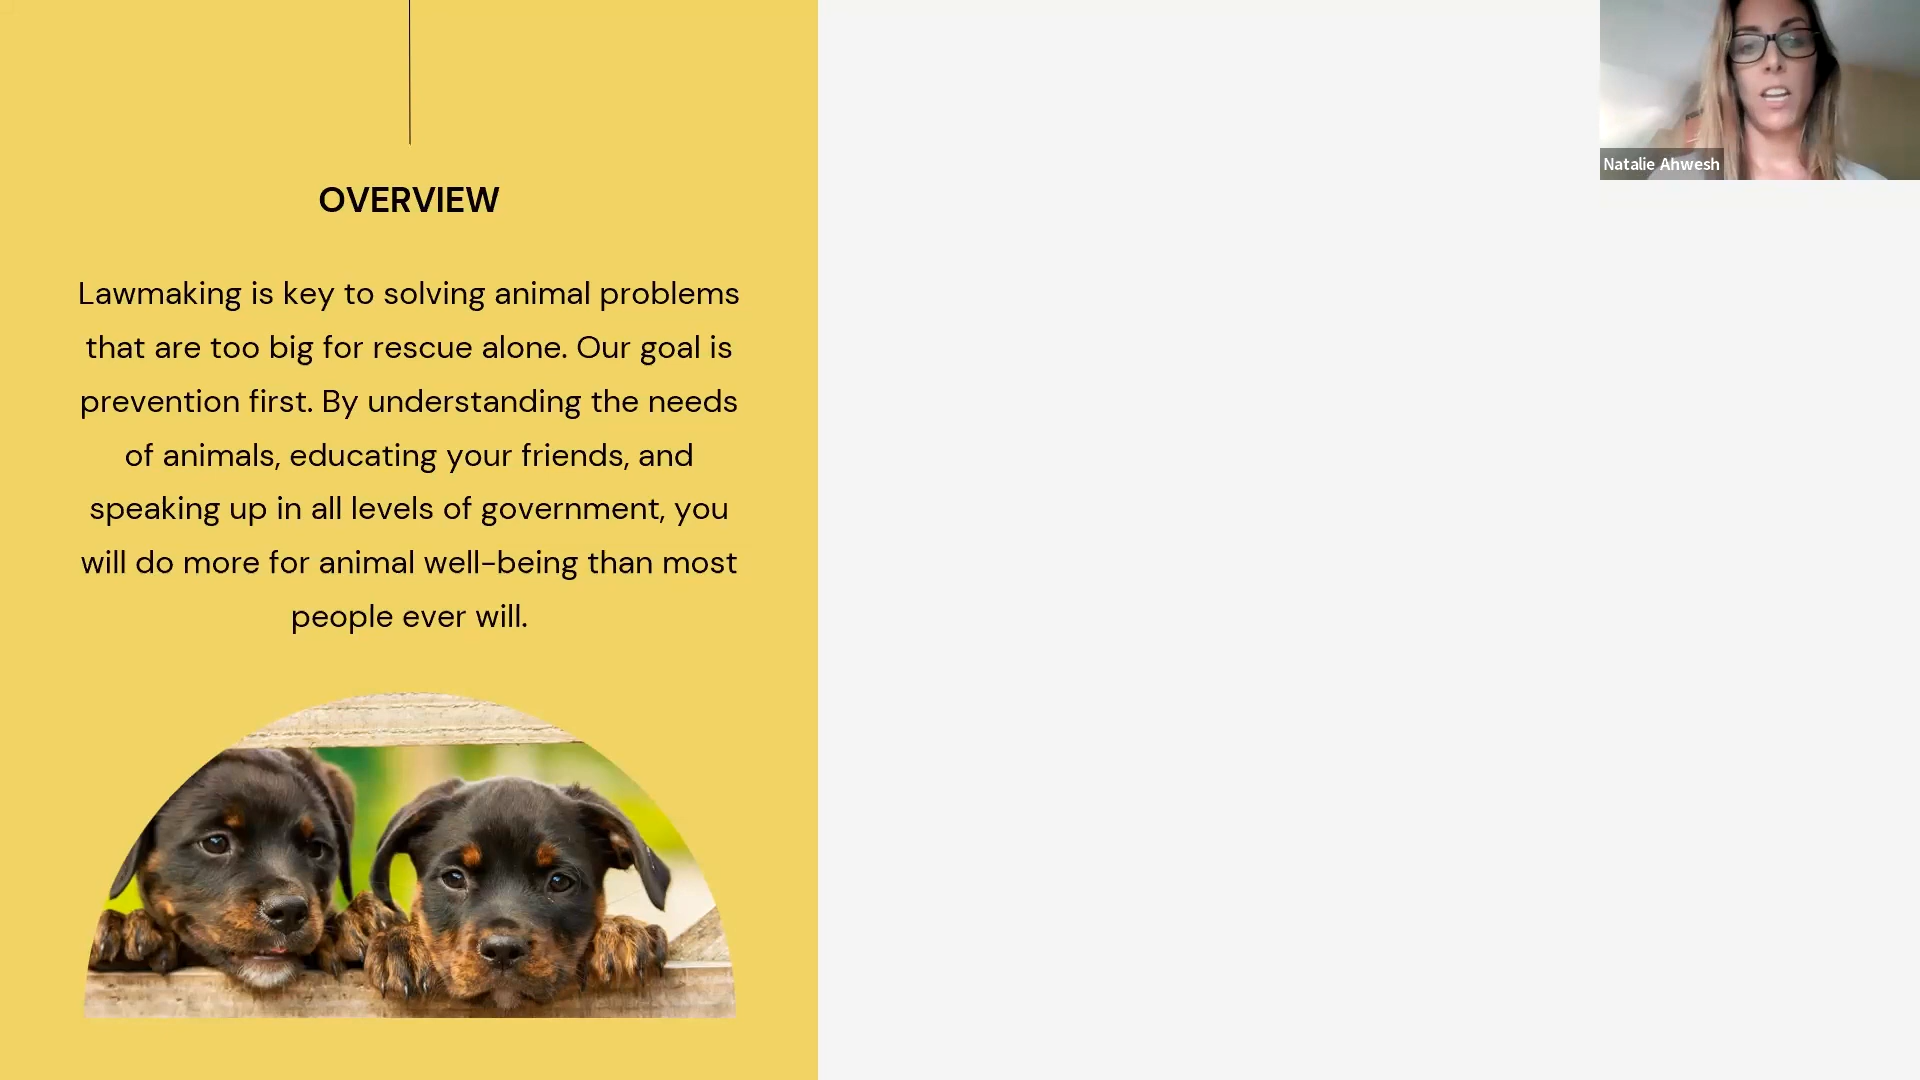 OVERVIEW
Lawmaking is key to solving animal problems
that are too big for rescue alone. Our goal is
prevention first. By understanding the needs
of animals, educating your friends, and
speaking up in all levels of government, you
will do more for animal well-being than most
people ever will.
Natalie Ahwesh